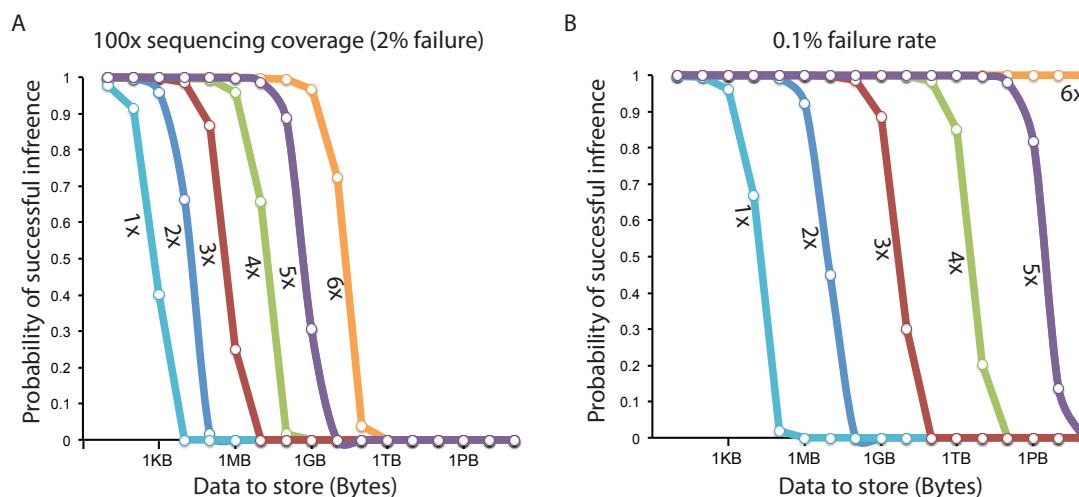 A
100x sequencing coverage (2% failure)
Probability of successful infreence
1
0.9
0.8
0.7
0.6
0.5
0.4
0.3
0.2
0.1
0
1x
2x
3x
4x
5x
6x
1KB
1MB
1GB
1TB
1PB
Data to store (Bytes)
B
0.1% failure rate
Probability of successful infreence
1
0.9
0.8
0.7
0.6
0.5
0.4
0.3
0.2
0.1
0
1x
2x
3x
4x
5x
6x
1KB
1MB
1GB
1TB
1PB
Data to store (Bytes)